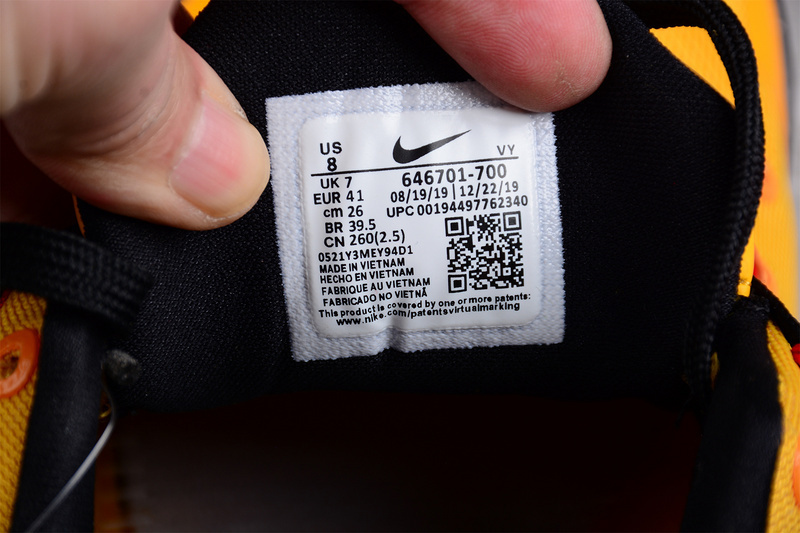 US
8
VY
UK 7
646701-700
EUR 41
08/19/19 | 12/22/19
cm 26
UPC 00194497762340
BR 39.5
CN 260(2.5)
0521Y3MEY94D1
MADE IN VIETNAM
HECHO EN VIETNAM
FABRIQUE AU VIETNAM
FABRICADO NO VIETNÃ
This product is covered by one or more patents:
www.nike.com/patentsvirtualmarking